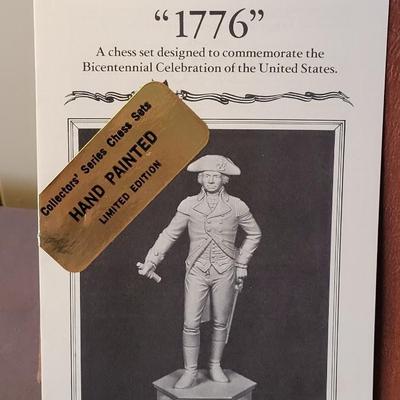 "1776"
A chess set designed to commemorate the
Bicentennial Celebration of the United States.
Collectors' Series Chess Sets
HAND PAINTED
LIMITED EDITION